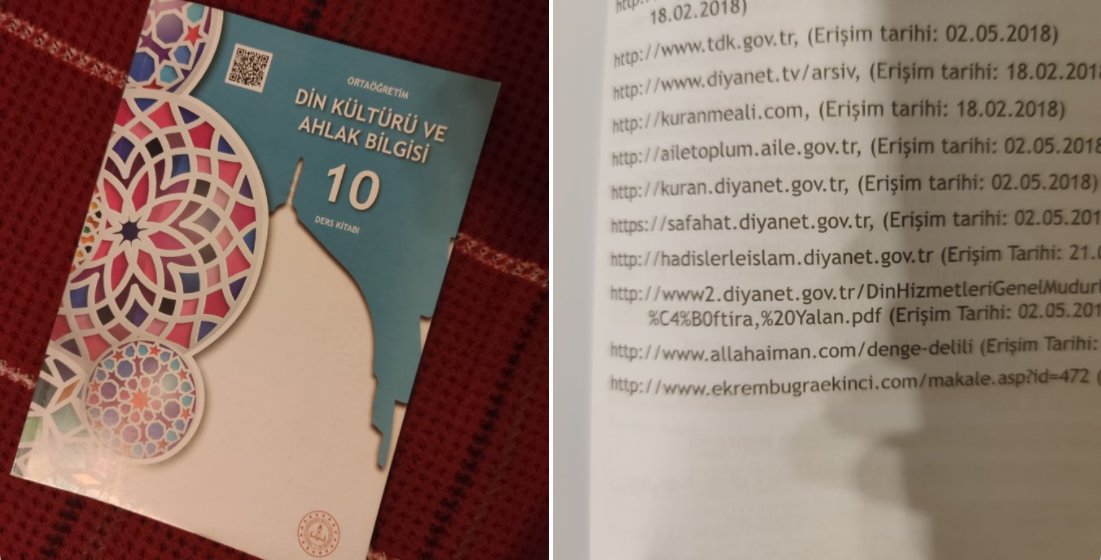 ORTAÖĞRETİM
DİN KÜLTÜRÜ VE
AHLAK BİLGİSİ
10
DERS KİTABI
18.02.2018)
http://www.tdk.gov.tr, (Erişim tarihi: 02.05.2018)
http://www.diyanet.tv/arsiv, (Erişim tarihi: 18.02.201
http://kuranmeali.com, (Erişim tarihi: 18.02.2018)
http://ailetoplum.aile.gov.tr, (Erişim tarihi: 02.05.2018
http://kuran.diyanet.gov.tr, (Erişim tarihi: 02.05.2018)
https://safahat.diyanet.gov.tr, (Erişim tarihi: 02.05.201
http://hadislerleislam.diyanet.gov.tr (Erişim Tarihi: 21.
http://www2.diyanet.gov.tr/DinHizmetleriGenelMudurl
%C4%B0ftira,%20Yalan.pdf (Erişim Tarihi: 02.05.201
http://www.allahaiman.com/denge-delili (Erişim Tarihi:
http://www.ekrembugraekinci.com/makale.asp?id=472 (